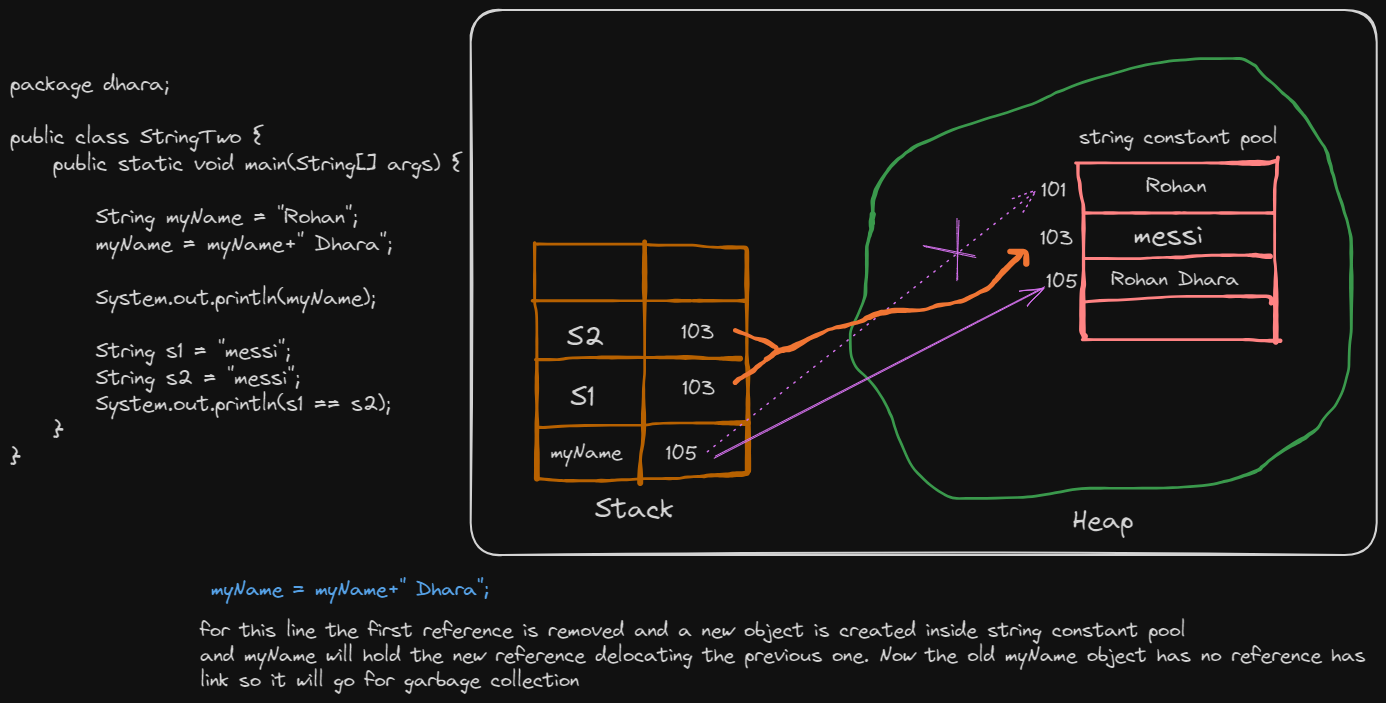 package dhara;
public class StringTwo {
public static void main(String[] args) {
String myName = "Rohan";
myName = myName+" Dhara";
System.out.println(myName);
String s1 = "messi";
String s2 = "messi";
System.out.println(s1 == s2);
}
}
S2 103
S1 103
myName 105
Stack
string constant pool
101 Rohan
103 messi
105 Rohan Dhara
Heap
myName = myName+" Dhara";
for this line the first reference is removed and a new object is created inside string constant pool
and myName will hold the new reference delocating the previous one. Now the old myName object has no reference has
link so it will go for garbage collection